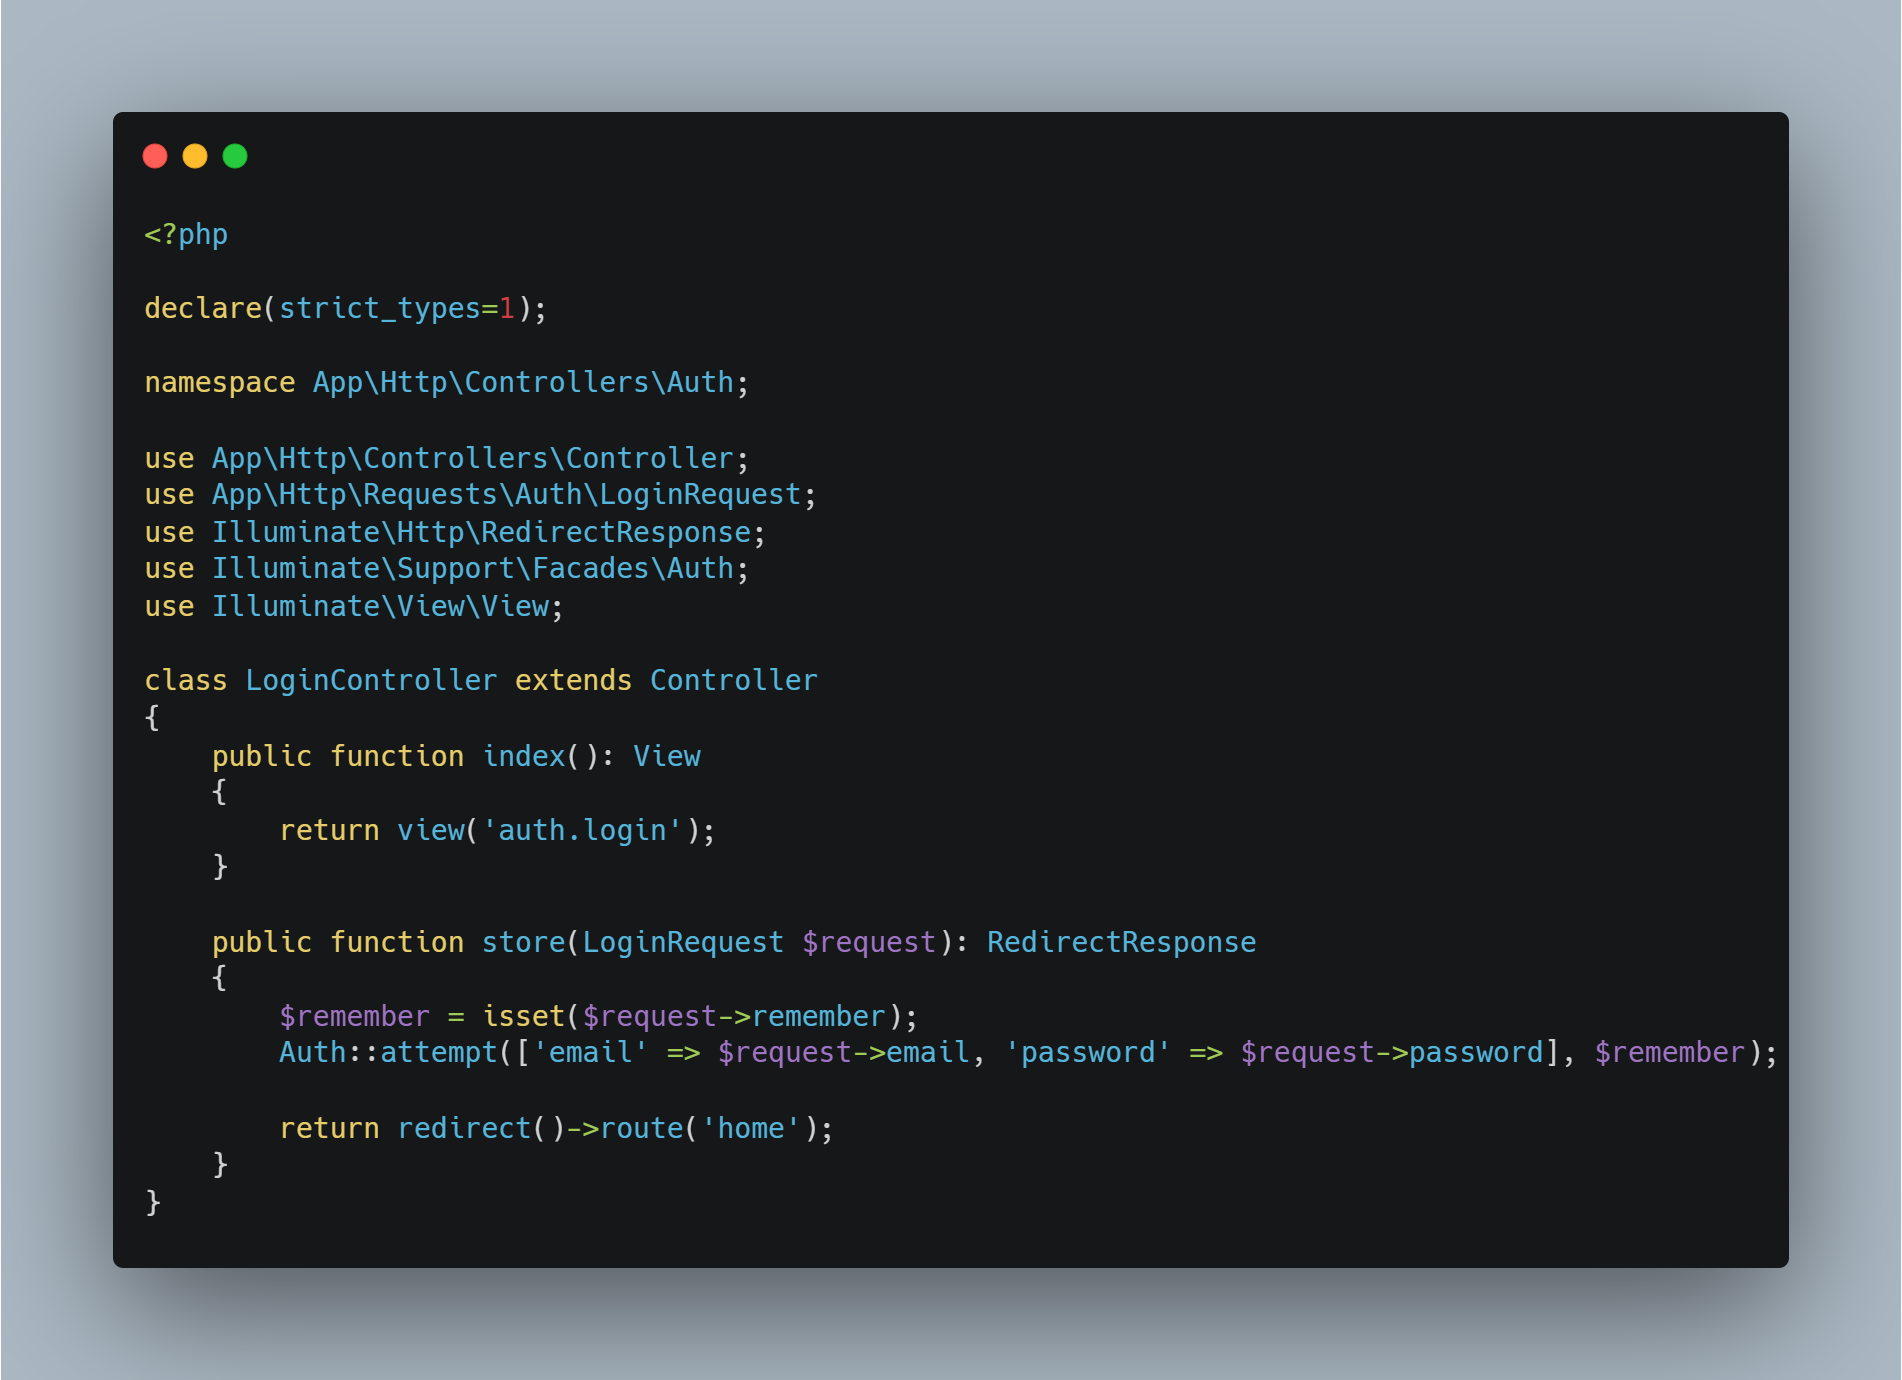 <?php
declare(strict_types=1);
namespace App\Http\Controllers\Auth;
use App\Http\Controllers\Controller;
use App\Http\Requests\Auth\LoginRequest;
use Illuminate\Http\RedirectResponse;
use Illuminate\Support\Facades\Auth;
use Illuminate\View\View;
class LoginController extends Controller
{
    public function index(): View
    {
        return view('auth.login');
    }
    public function store(LoginRequest $request): RedirectResponse
    {
        $remember = isset($request->remember);
        Auth::attempt(['email' => $request->email, 'password' => $request->password], $remember);
        return redirect()->route('home');
    }
}